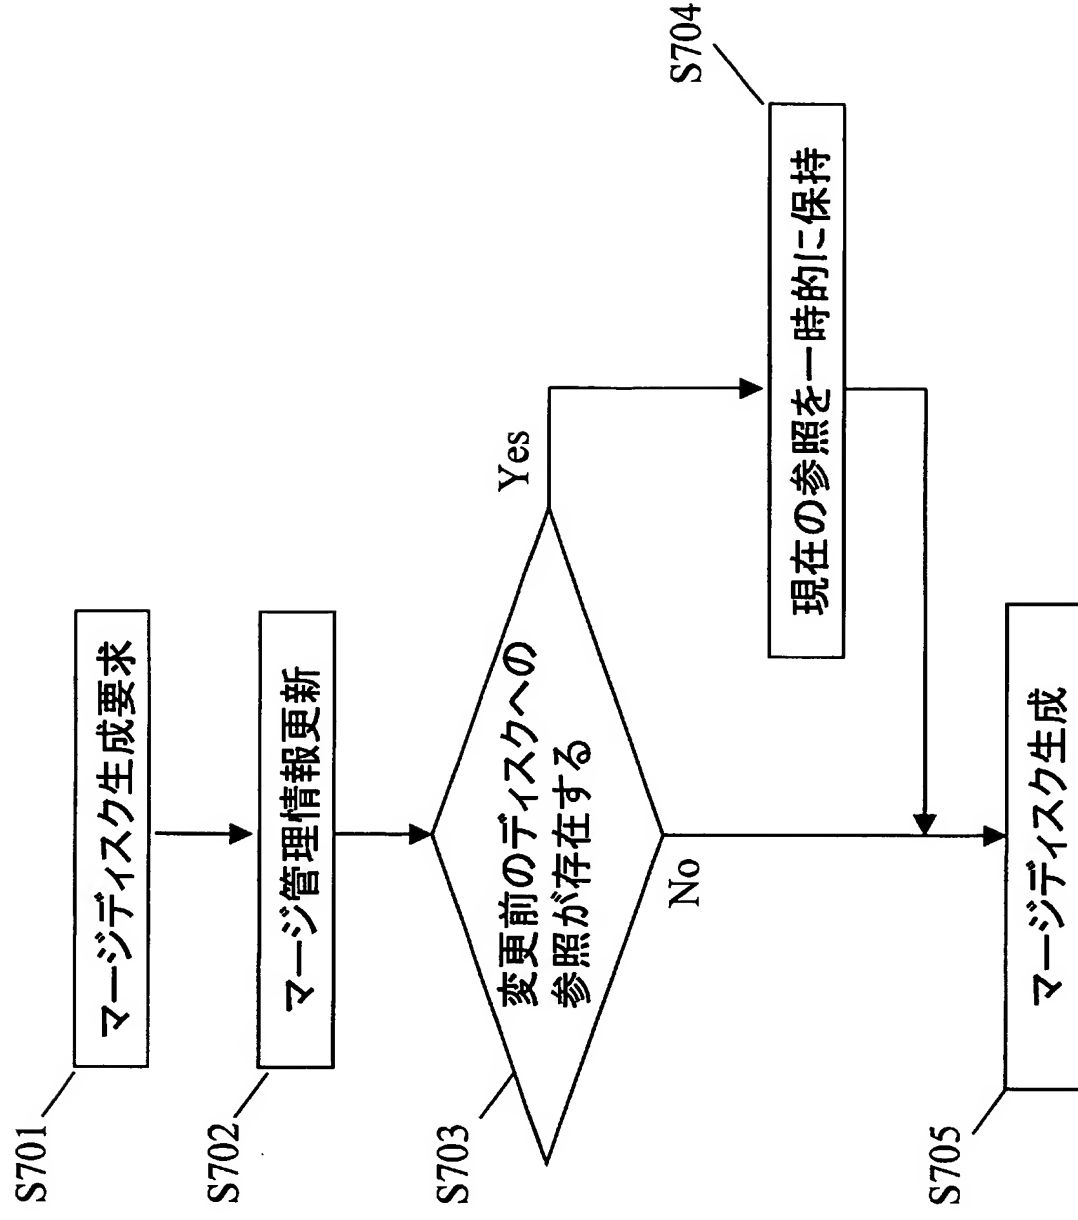 S701
マージディスク生成要求
S702
マージ管理情報更新
S703
変更前のディスクへの
参照が存在する
Yes
No
S704
現在の参照を一時的に保持
S705
マージディスク生成